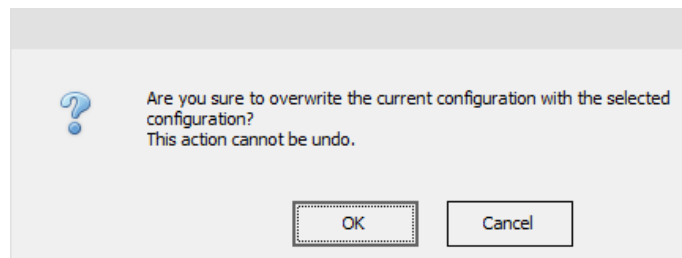 Are you sure to overwrite the current configuration with the selected
configuration?
This action cannot be undo.
OK
Cancel